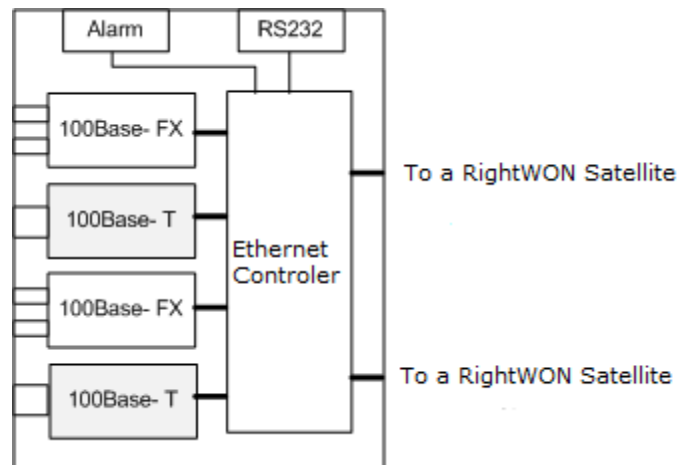 Alarm
RS232
100Base- FX
To a RightWON Satellite
100Base- T
Ethernet
Controler
100Base- FX
To a RightWON Satellite
100Base- T